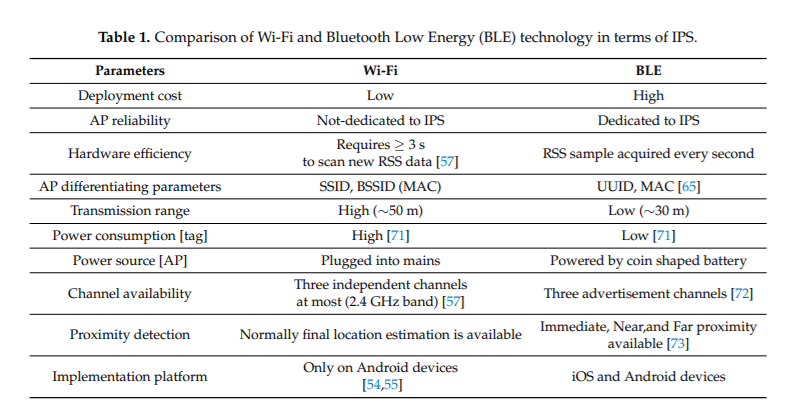 Table 1. Comparison of Wi-Fi and Bluetooth Low Energy (BLE) technology in terms of IPS.
Parameters Wi-Fi BLE
Deployment cost Low High
AP reliability Not-dedicated to IPS Dedicated to IPS
Hardware efficiency Requires ≥ 3 s
to scan new RSS data [57] RSS sample acquired every second
AP differentiating parameters SSID, BSSID (MAC) UUID, MAC [65]
Transmission range High (∼50 m) Low (∼30 m)
Power consumption [tag] High [71] Low [71]
Power source [AP] Plugged into mains Powered by coin shaped battery
Channel availability Three independent channels
at most (2.4 GHz band) [57] Three advertisement channels [72]
Proximity detection Normally final location estimation is available Immediate, Near,and Far proximity
available [73]
Implementation platform Only on Android devices
[54,55] iOS and Android devices